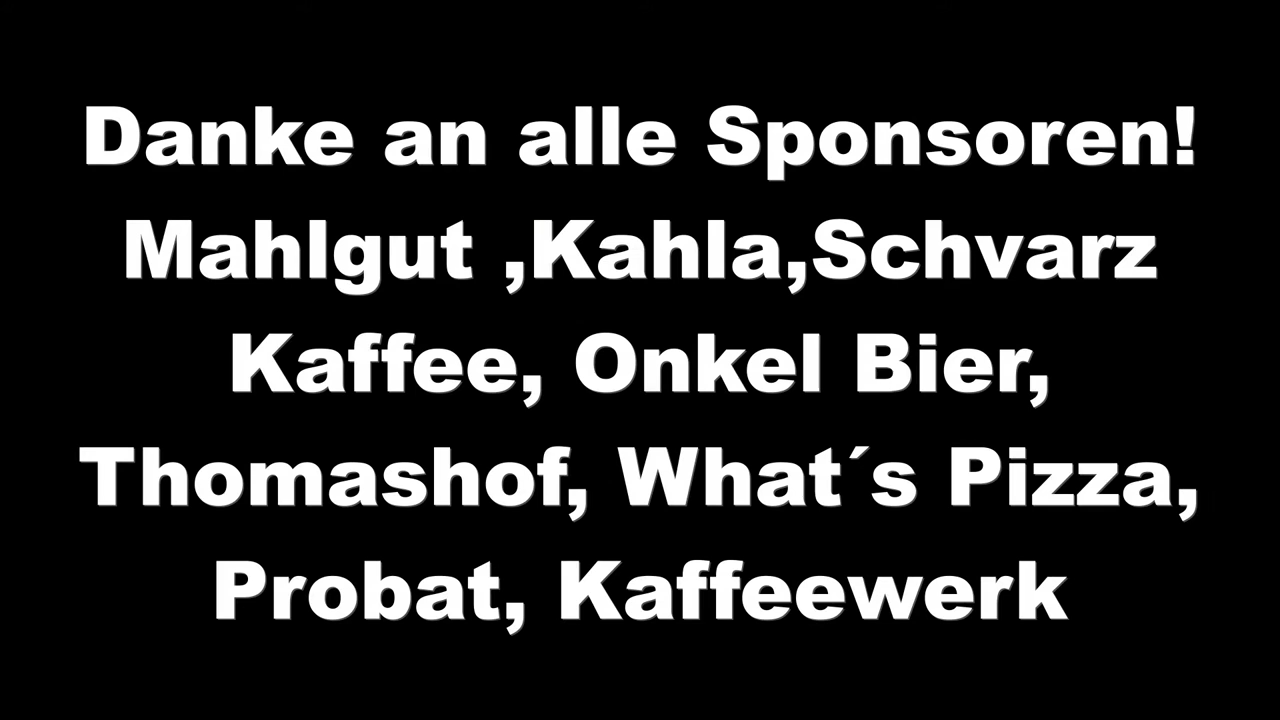 Danke an alle Sponsoren!
Mahlgut ,Kahla,Schvarz
Kaffee, Onkel Bier,
Thomashof, What´s Pizza,
Probat, Kaffeewerk